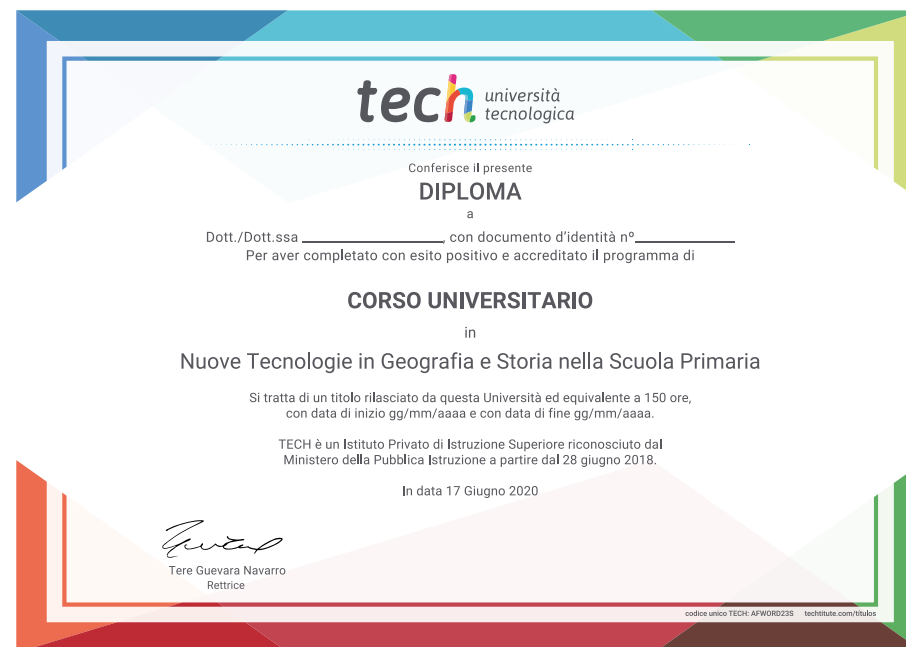 tech università
tecnologica
Conferisce il presente
DIPLOMA
a
Dott./Dott.ssa ____________________, con documento d'identità nº______________
Per aver completato con esito positivo e accreditato il programma di
CORSO UNIVERSITARIO
in
Nuove Tecnologie in Geografia e Storia nella Scuola Primaria
Si tratta di un titolo rilasciato da questa Università ed equivalente a 150 ore,
con data di inizio gg/mm/aaaa e con data di fine gg/mm/aaaa.
TECH è un Istituto Privato di Istruzione Superiore riconosciuto dal
Ministero della Pubblica Istruzione a partire dal 28 giugno 2018.
In data 17 Giugno 2020
Tere Guevara Navarro
Rettrice
codice unico TECH: AFWORD23S techtitute.com/titulos